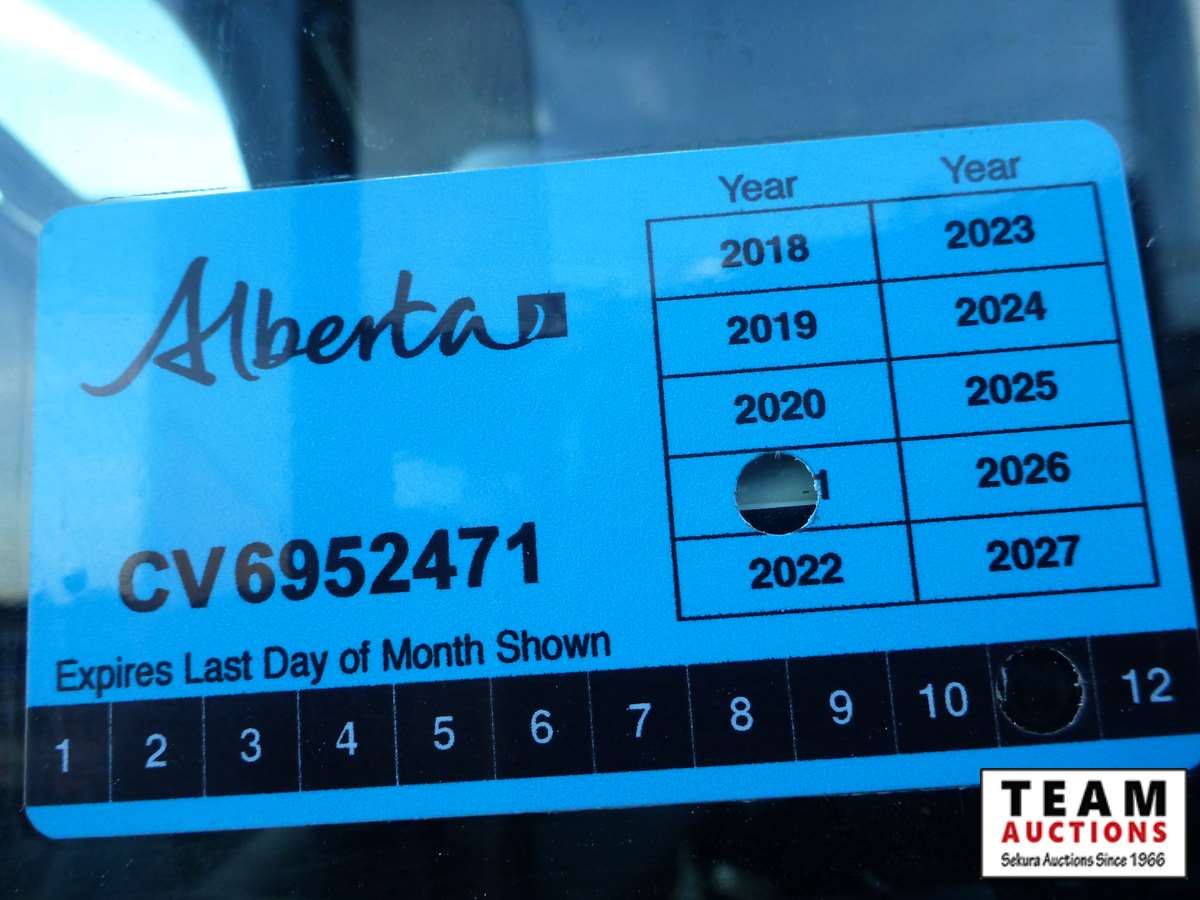 Alberta
Year Year
2018 2023
2019 2024
2020 2025
1 2026
2022 2027
CV6952471
Expires Last Day of Month Shown
1 2 3 4 5 6 7 8 9 10 12
TEAM
AUCTIONS
Sekura Auctions Since 1966